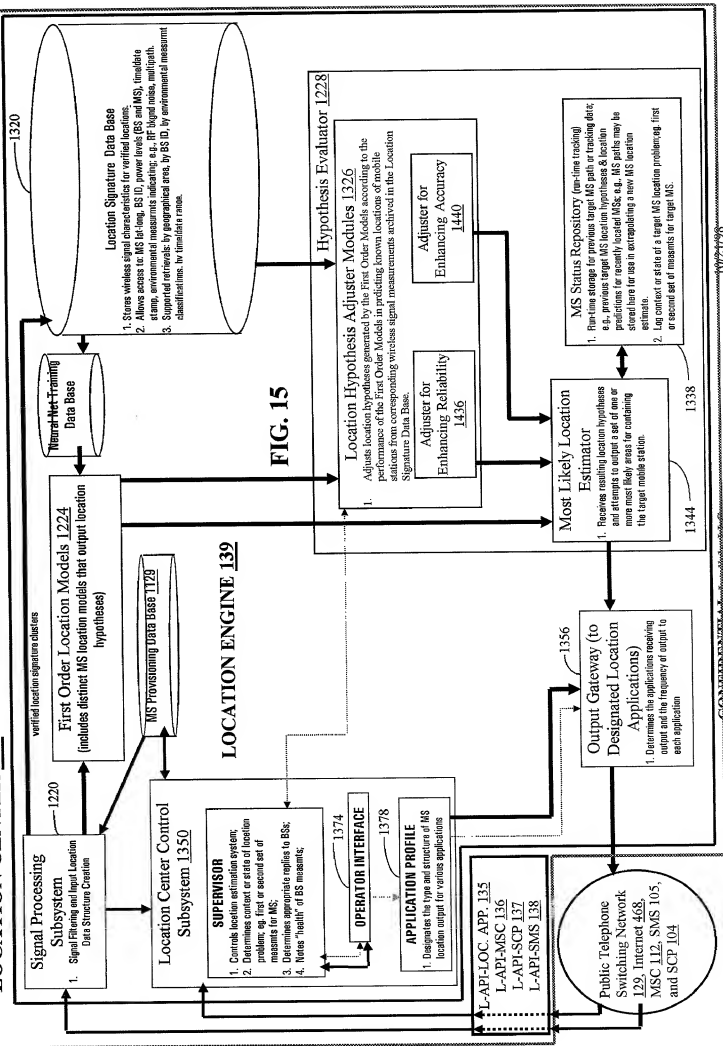 1320
Location Signature Data Base
1. Stores wireless signal characteristics for verified locations.
2. Allows access to: MS lat-long, BS ID, power levels (BS and MS), time/date
stamp, environmental measurmts indicating; e.g., RF bkgnd noise, multipath.
3. Supported retrievals: by geographical area, by BS ID, by environmental measurmt
classifications, by time/date range.
Neural Net Training
Data Base
verified location signature clusters
First Order Location Models 1224
(includes distinct MS location models that output location
hypotheses)
1220
Signal Processing
Subsystem
1. Signal Filtering and Input Location
Data Structure Creation
MS Provisioning Data Base 1129
FIG. 15
LOCATION ENGINE 139
Hypothesis Evaluator 1228
Location Hypothesis Adjuster Modules 1326
1. Adjusts location hypotheses generated by the First Order Models according to the
performance of the First Order Models in predicting known locations of mobile
stations from corresponding wireless signal measurements archived in the Location
Signature Data Base.
Adjuster for
Enhancing Reliability
1436
Adjuster for
Enhancing Accuracy
1440
Location Center Control
Subsystem 1350
SUPERVISOR
1. Controls location estimation system;
2. Determines context or state of location
problem; eg. first or second set of
measmts for MS;
3. Determines appropriate replies to BSs;
4. Notes "health" of BS measmts;
1374
OPERATOR INTERFACE
1378
APPLICATION PROFILE
1. Designates the type and structure of MS
location output for various applications
MS Status Repository (run-time tracking)
1. Run-time storage for previous target MS path or tracking data;
e.g., previous target MS location hypotheses & location
predictions for recently located MSs; e.g., MS paths may be
stored here for use in extrapolating a new MS location
estimate.
2. Log context or state of a target MS location problem;eg. first
or second set of measmts for target MS.
1338
Most Likely Location
Estimator
1. Receives resulting location hypotheses
and attempts to output a set of one or
more most likely areas for containing
the target mobile station.
1344
1356
Output Gateway (to
Designated Location
Applications)
1. Determines the applications receiving
output and the frequency of output to
each application
L-API-LOC. APP. 135
L-API-MSC 136
L-API-SCP 137
L-API-SMS 138
Public Telephone
Switching Network
129, Internet 468,
MSC 112, SMS 105,
and SCP 104